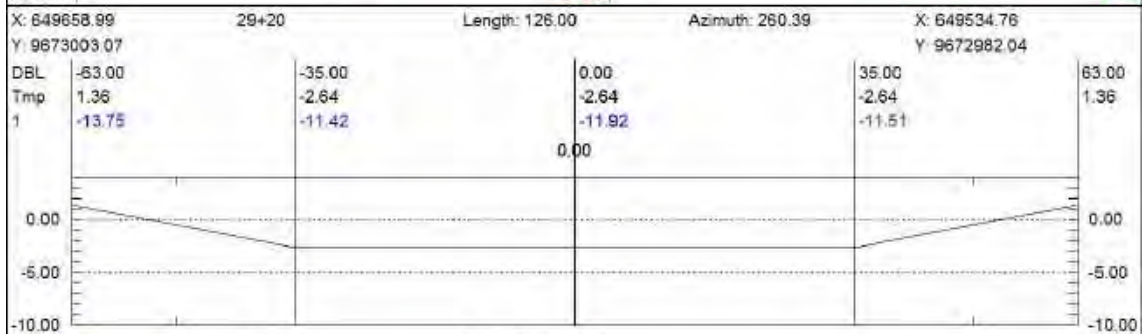 X: 649658.99 29+20 Length: 126.00 Azimuth: 260.39 X: 649534.76
Y: 9673003.07 Y: 9672982.04
DBL -63.00 -35.00 0.00 35.00 63.00
Tmp 1.36 -2.64 -2.64 -2.64 1.36
1 -13.75 -11.42 -11.92 -11.51
0.00
0.00 0.00
-5.00 -5.00
-10.00 -10.00